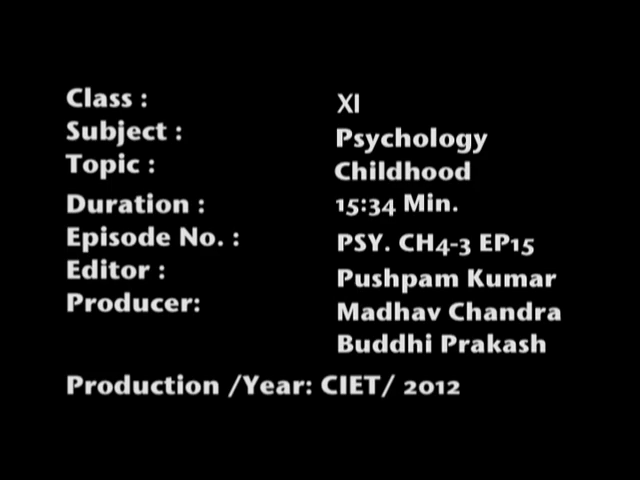 Class : XI
Subject : Psychology
Topic : Childhood
Duration : 15:34 Min.
Episode No. : PSY. CH4-3 EP15
Editor : Pushpam Kumar
Producer: Madhav Chandra
Buddhi Prakash
Production /Year: CIET/ 2012